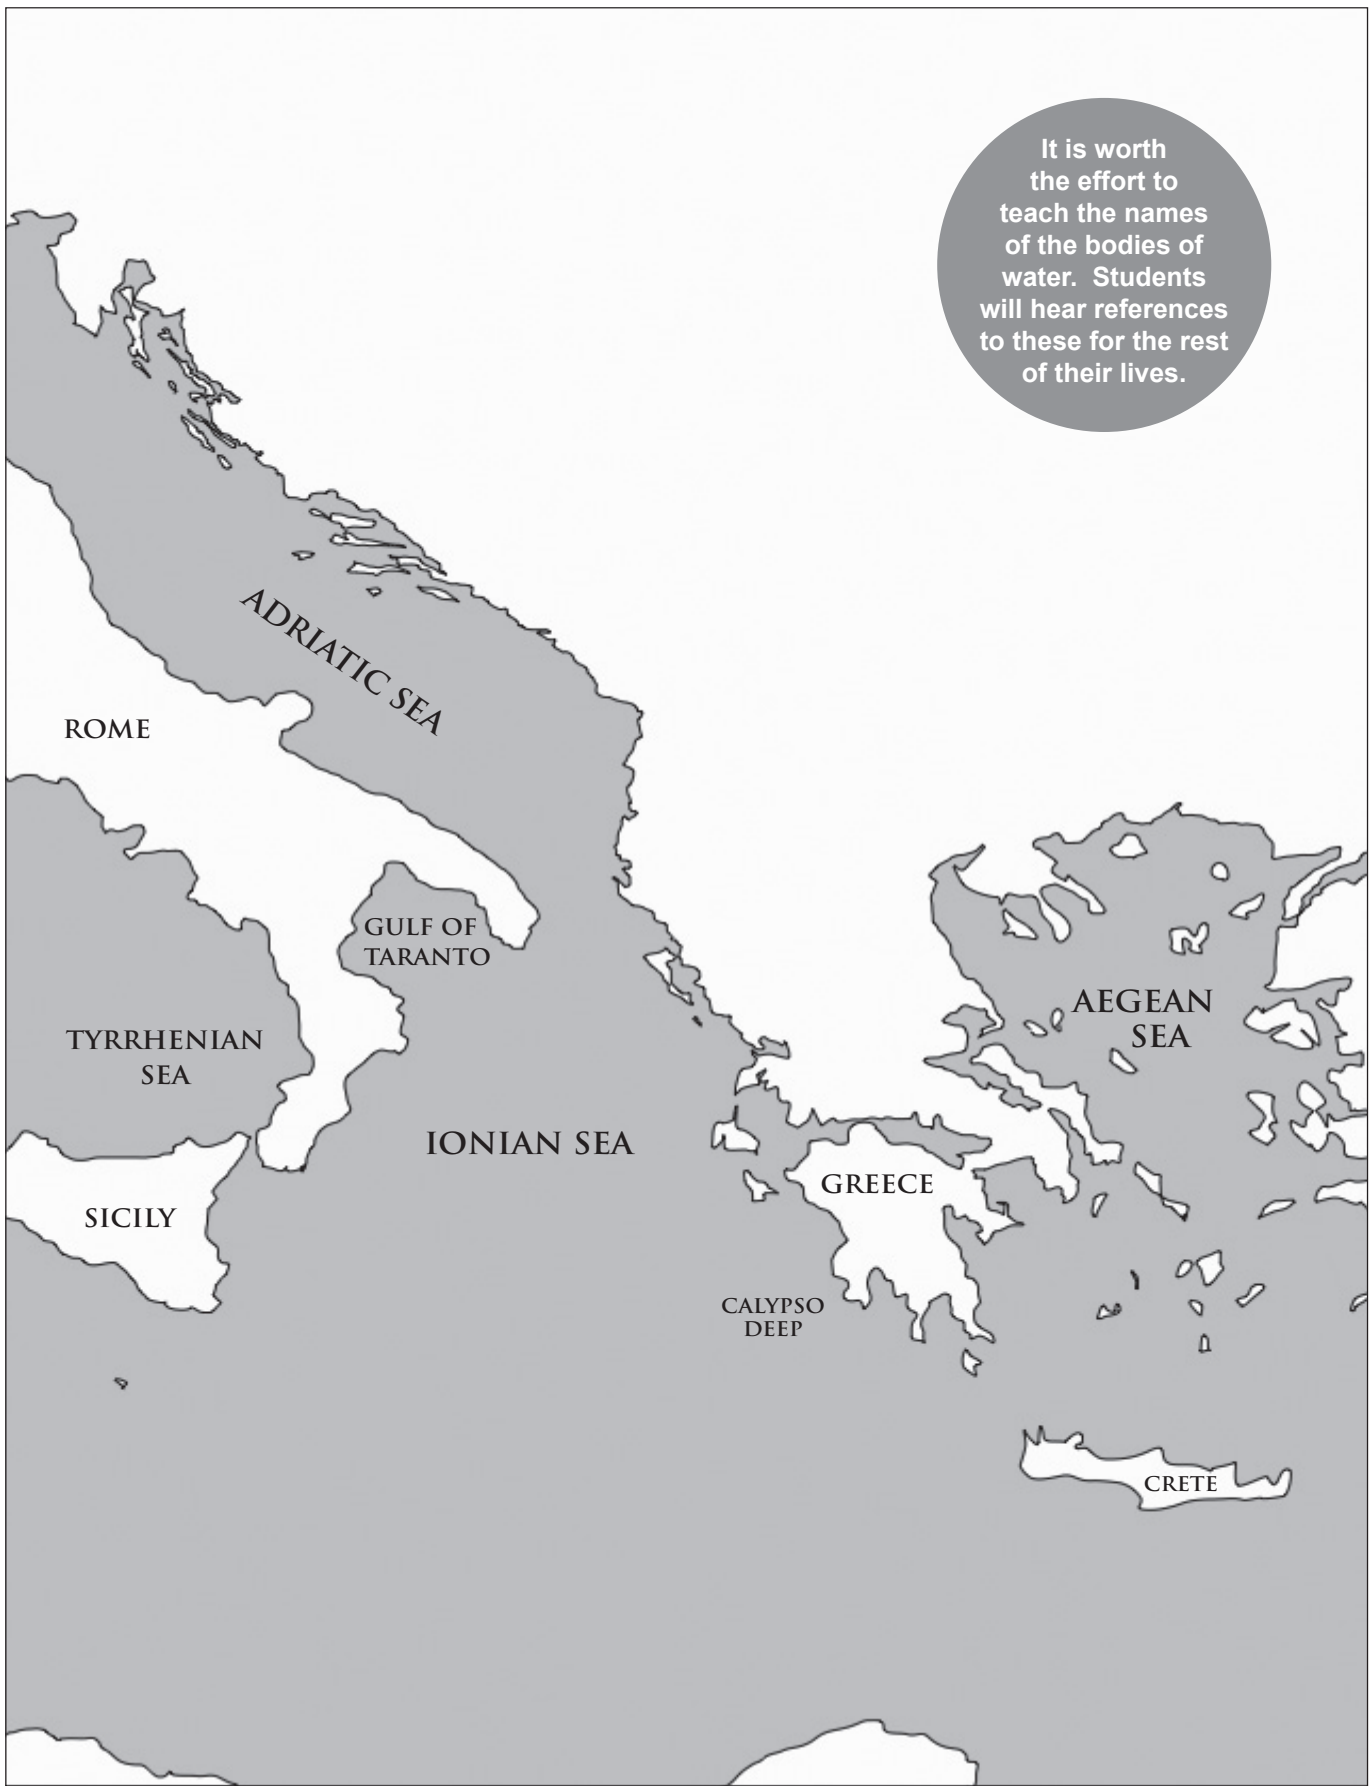 It is worth
the effort to
teach the names
of the bodies of
water.  Students
will hear references
to these for the rest
of their lives.
ADRIATIC SEA
ROME
GULF OF
TARANTO
AEGEAN
SEA
TYRRHENIAN
SEA
IONIAN SEA
GREECE
SICILY
CALYPSO
DEEP
CRETE